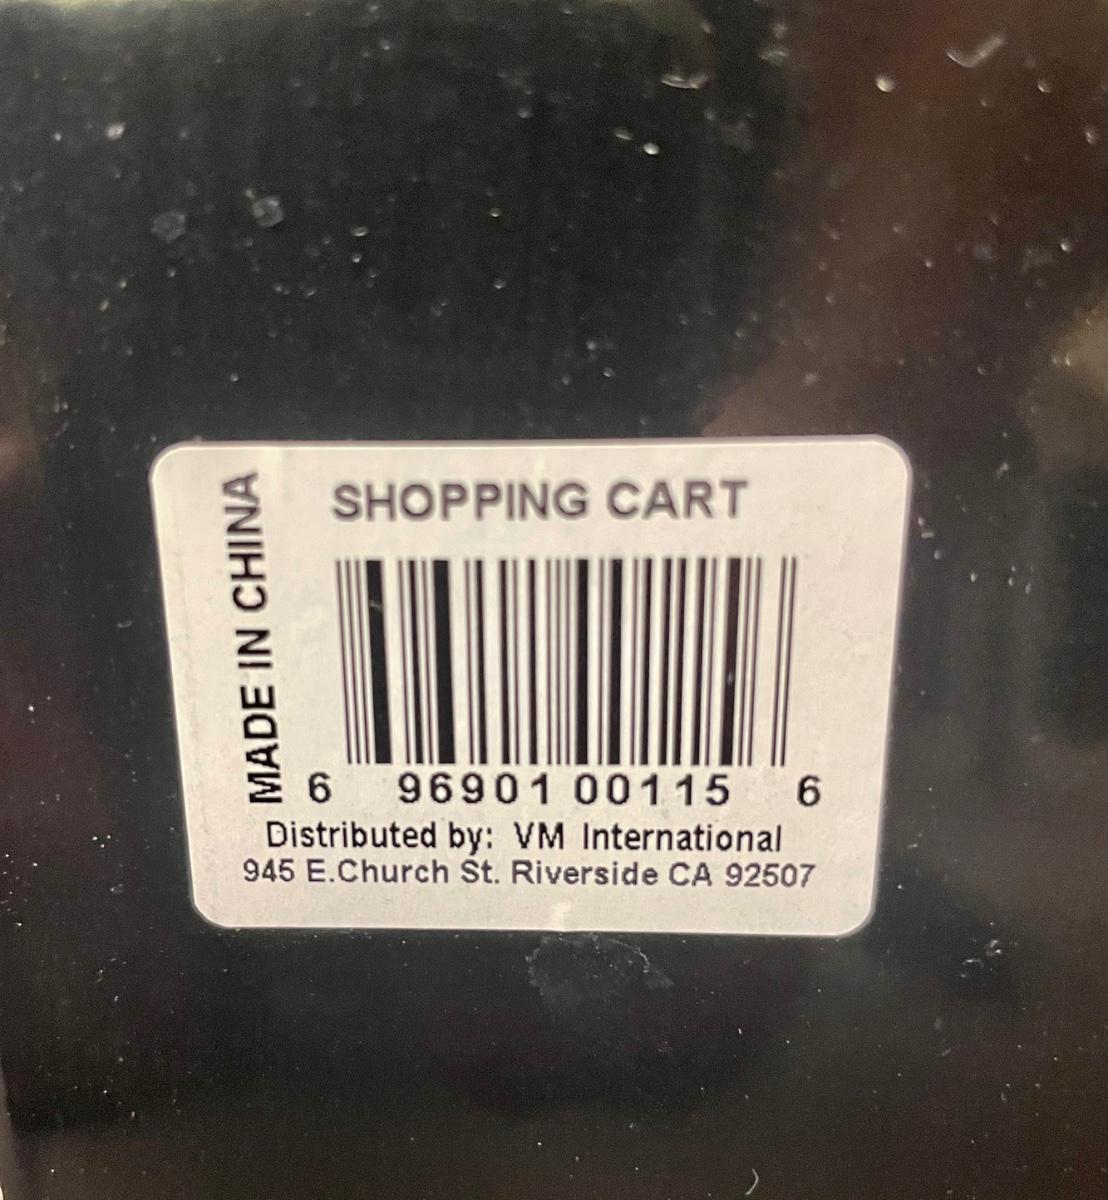 MADE IN CHINA
SHOPPING CART
6 96901 00115 6
Distributed by: VM International
945 E.Church St. Riverside CA 92507